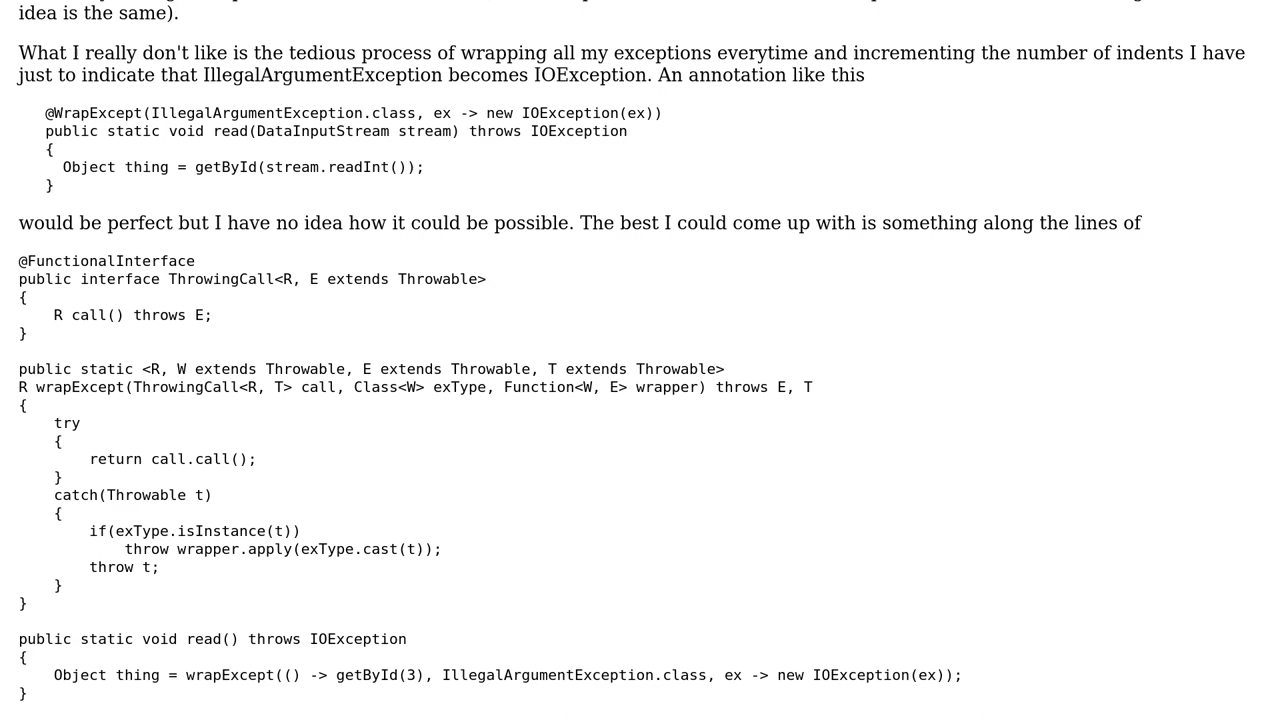 idea is the same).
What I really don't like is the tedious process of wrapping all my exceptions everytime and incrementing the number of indents I have
just to indicate that IllegalArgumentException becomes IOException. An annotation like this
@WrapExcept(IllegalArgumentException.class, ex -> new IOException(ex))
public static void read(DataInputStream stream) throws IOException
{
  Object thing = getById(stream.readInt());
}
would be perfect but I have no idea how it could be possible. The best I could come up with is something along the lines of
@FunctionalInterface
public interface ThrowingCall<R, E extends Throwable>
{
    R call() throws E;
}
public static <R, W extends Throwable, E extends Throwable, T extends Throwable>
R wrapExcept(ThrowingCall<R, T> call, Class<W> exType, Function<W, E> wrapper) throws E, T
{
    try
    {
        return call.call();
    }
    catch(Throwable t)
    {
        if(exType.isInstance(t))
            throw wrapper.apply(exType.cast(t));
        throw t;
    }
}
public static void read() throws IOException
{
    Object thing = wrapExcept(() -> getById(3), IllegalArgumentException.class, ex -> new IOException(ex));
}